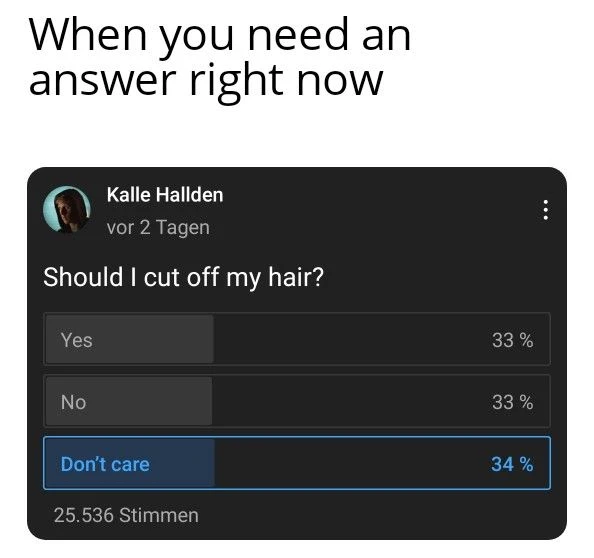 When you need an
answer right now
Kalle Hallden
vor 2 Tagen
Should I cut off my hair?
Yes 33 %
No 33 %
Don't care 34 %
25.536 Stimmen